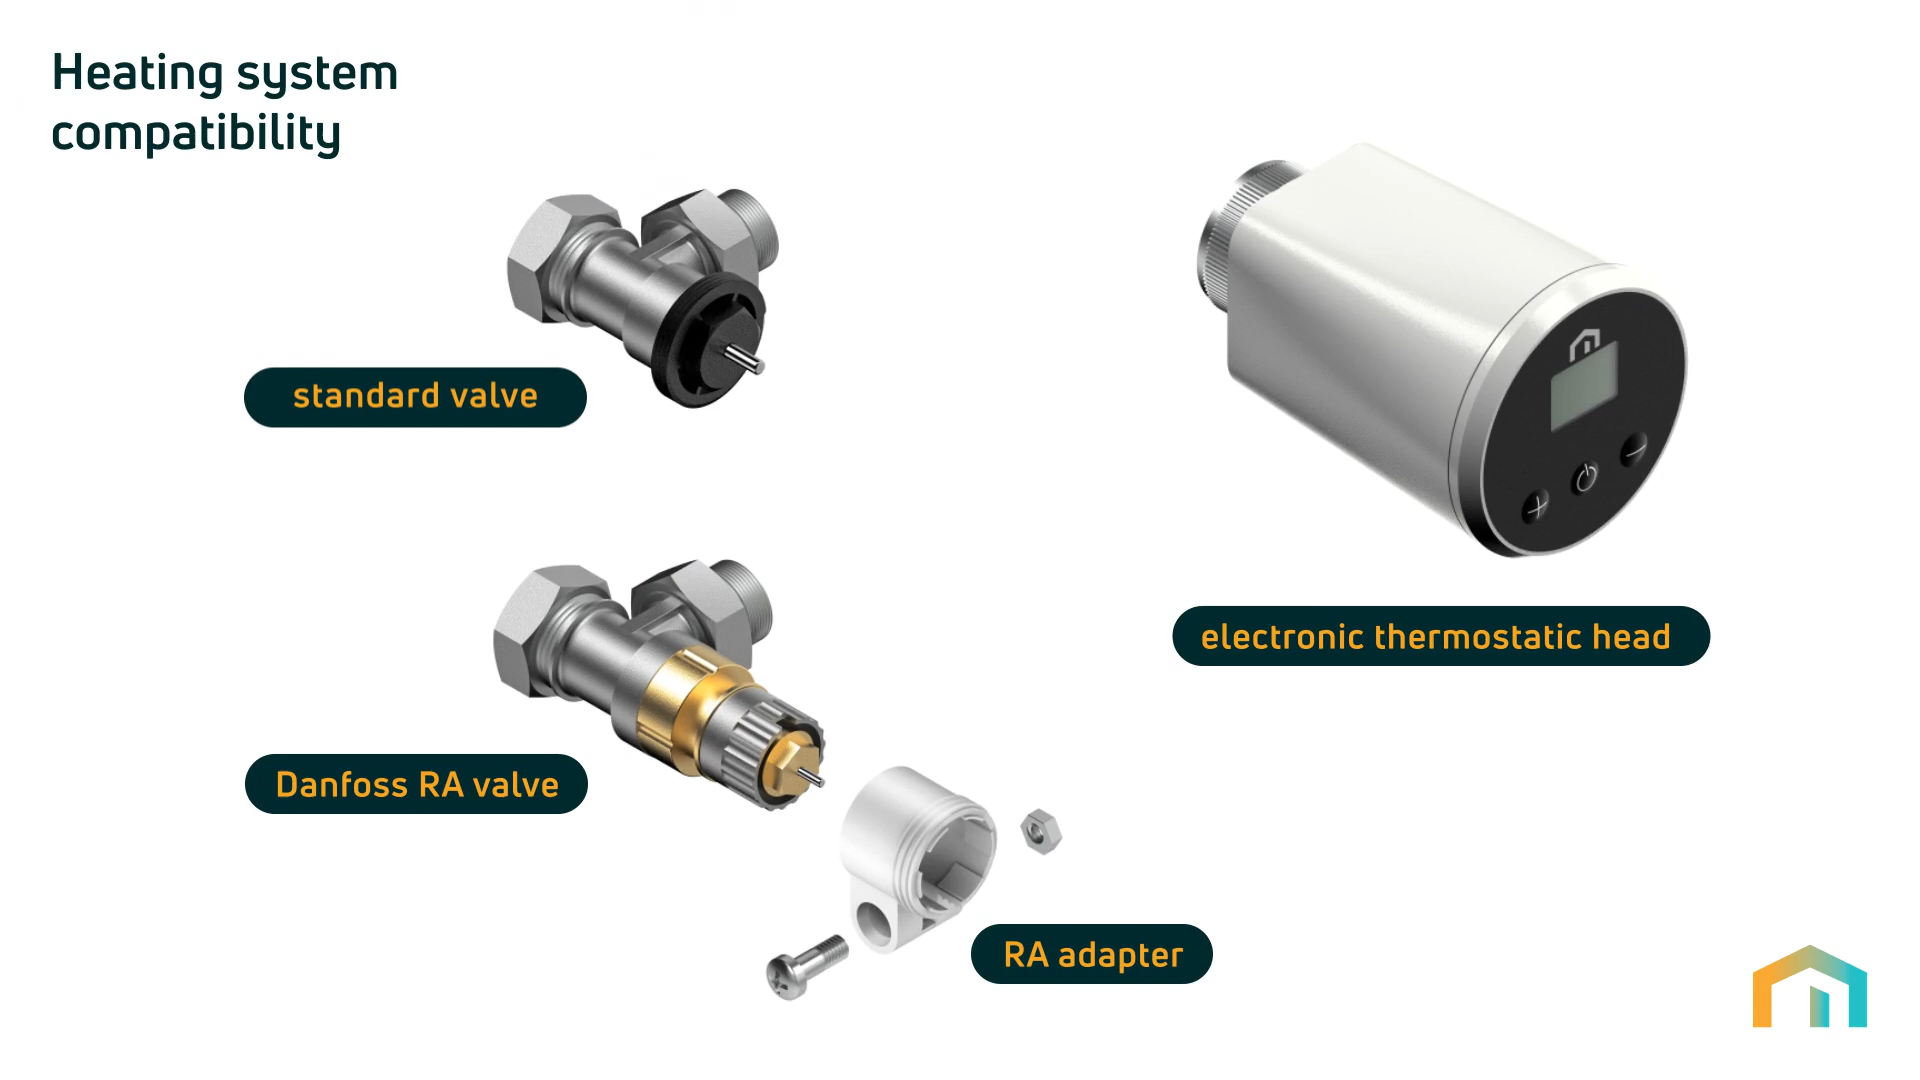 Heating system
compatibility
standard valve
electronic thermostatic head
Danfoss RA valve
RA adapter